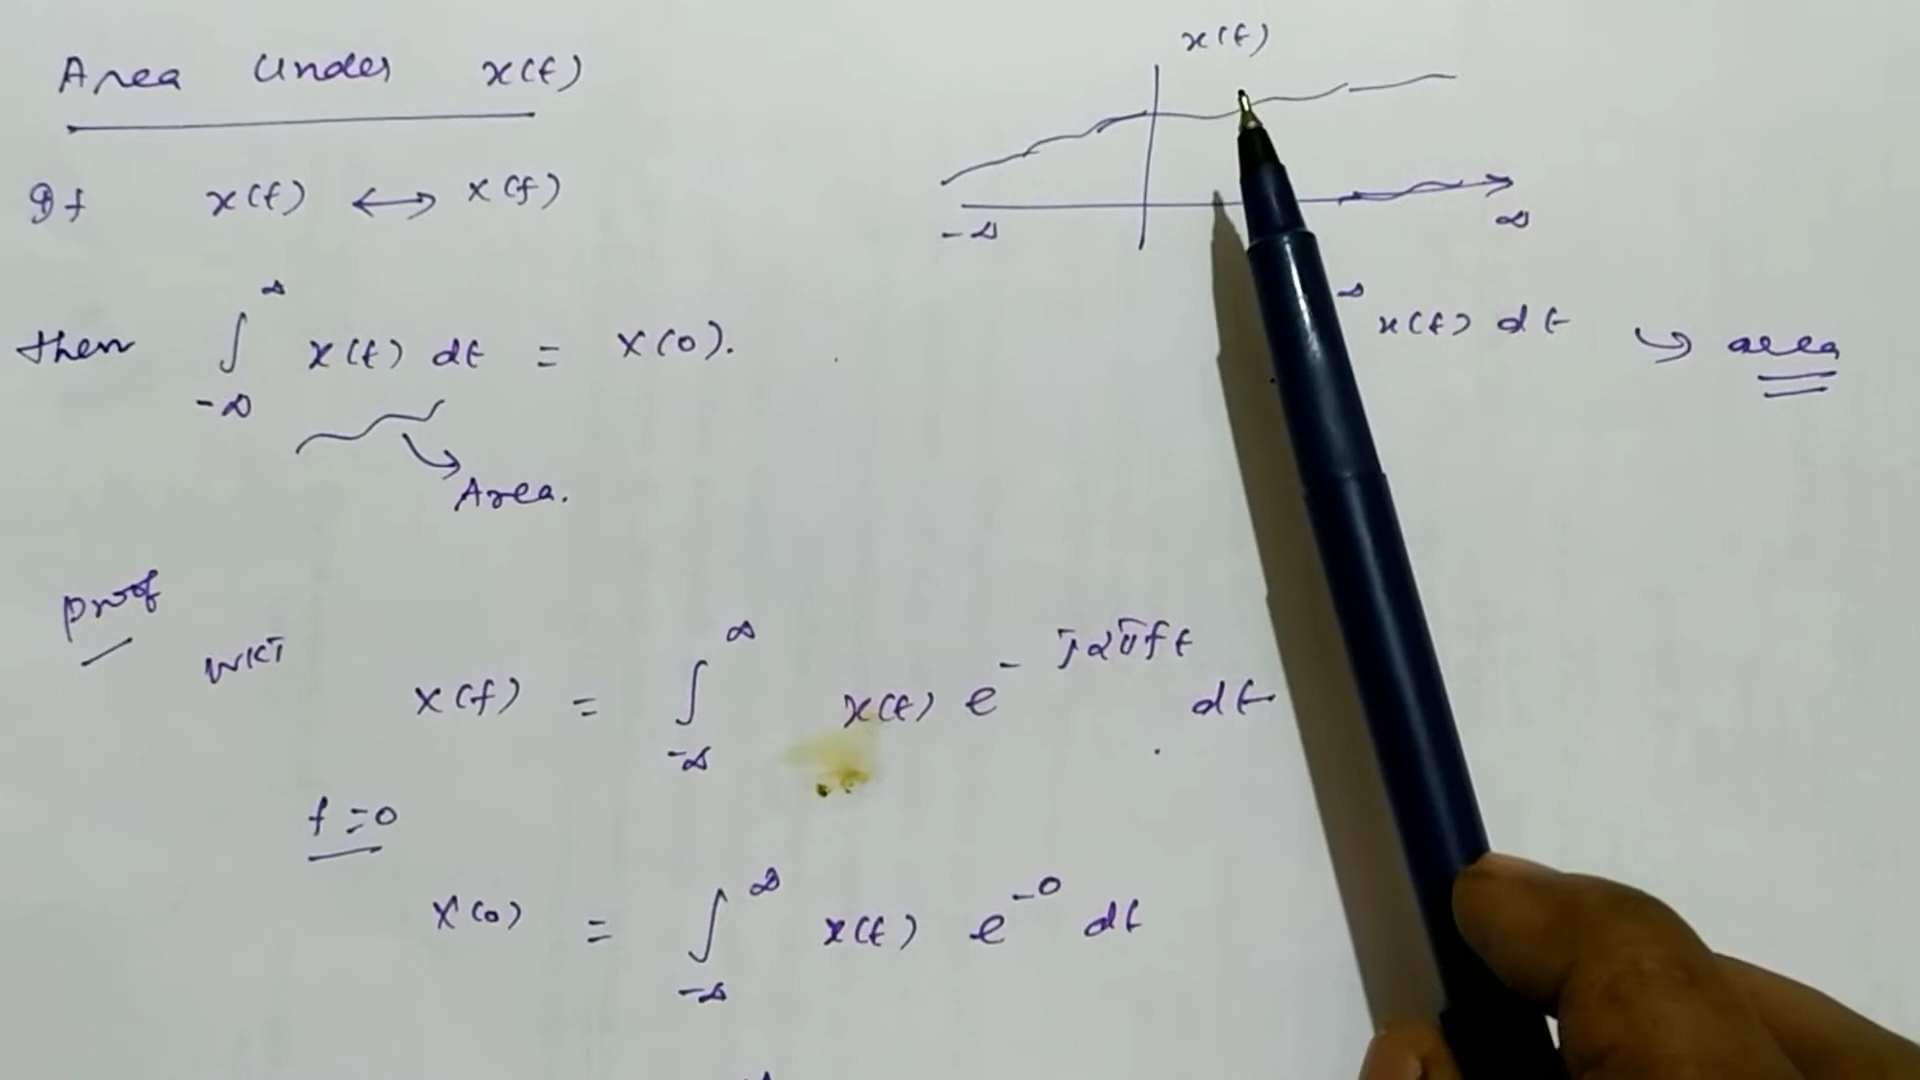 Area Under x(t)
If x(t) ⟷ X(f)
then ∫_{-∞}^{∞} x(t) dt = X(0).
Area.
x(t)
-∞ ∞
∞ x(t) dt ↪ area
Proof
WKT
X(f) = ∫_{-∞}^{∞} x(t) e^{-j2πft} dt
f=0
X(0) = ∫_{-∞}^{∞} x(t) e^{-0} dt